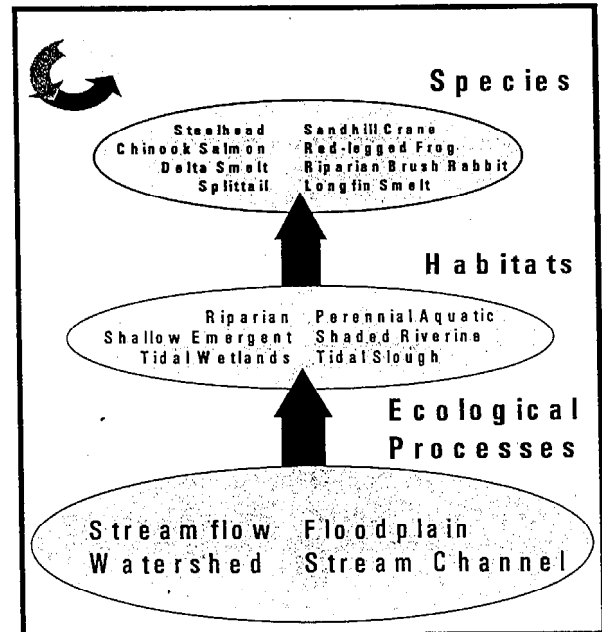 Species
Steelhead Sandhill Crane
Chinook Salmon Red-legged Frog
Delta Smelt Riparian Brush Rabbit
Splittail Longfin Smelt
Habitats
Riparian Perennial Aquatic
Shallow Emergent Shaded Riverine
Tidal Wetlands Tidal Slough
Ecological
Processes
Streamflow Floodplain
Watershed Stream Channel